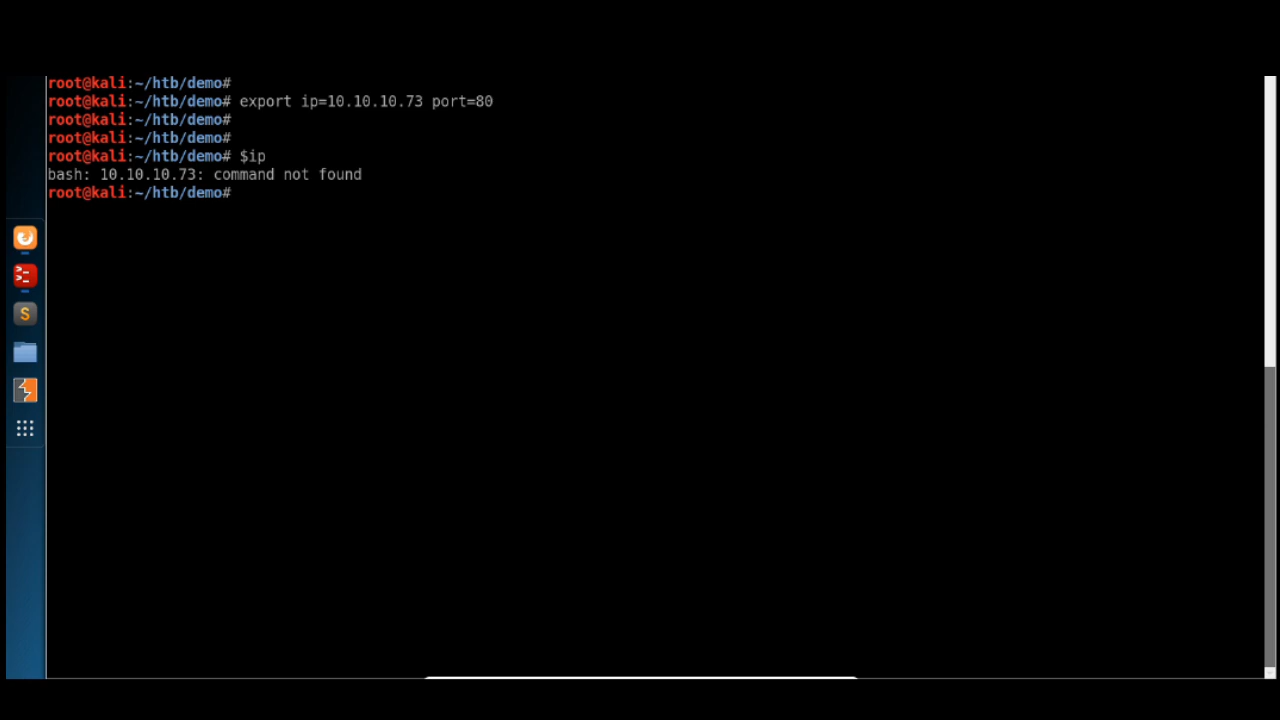 root@kali:~/htb/demo#
root@kali:~/htb/demo# export ip=10.10.10.73 port=80
root@kali:~/htb/demo#
root@kali:~/htb/demo#
root@kali:~/htb/demo# $ip
bash: 10.10.10.73: command not found
root@kali:~/htb/demo#
S